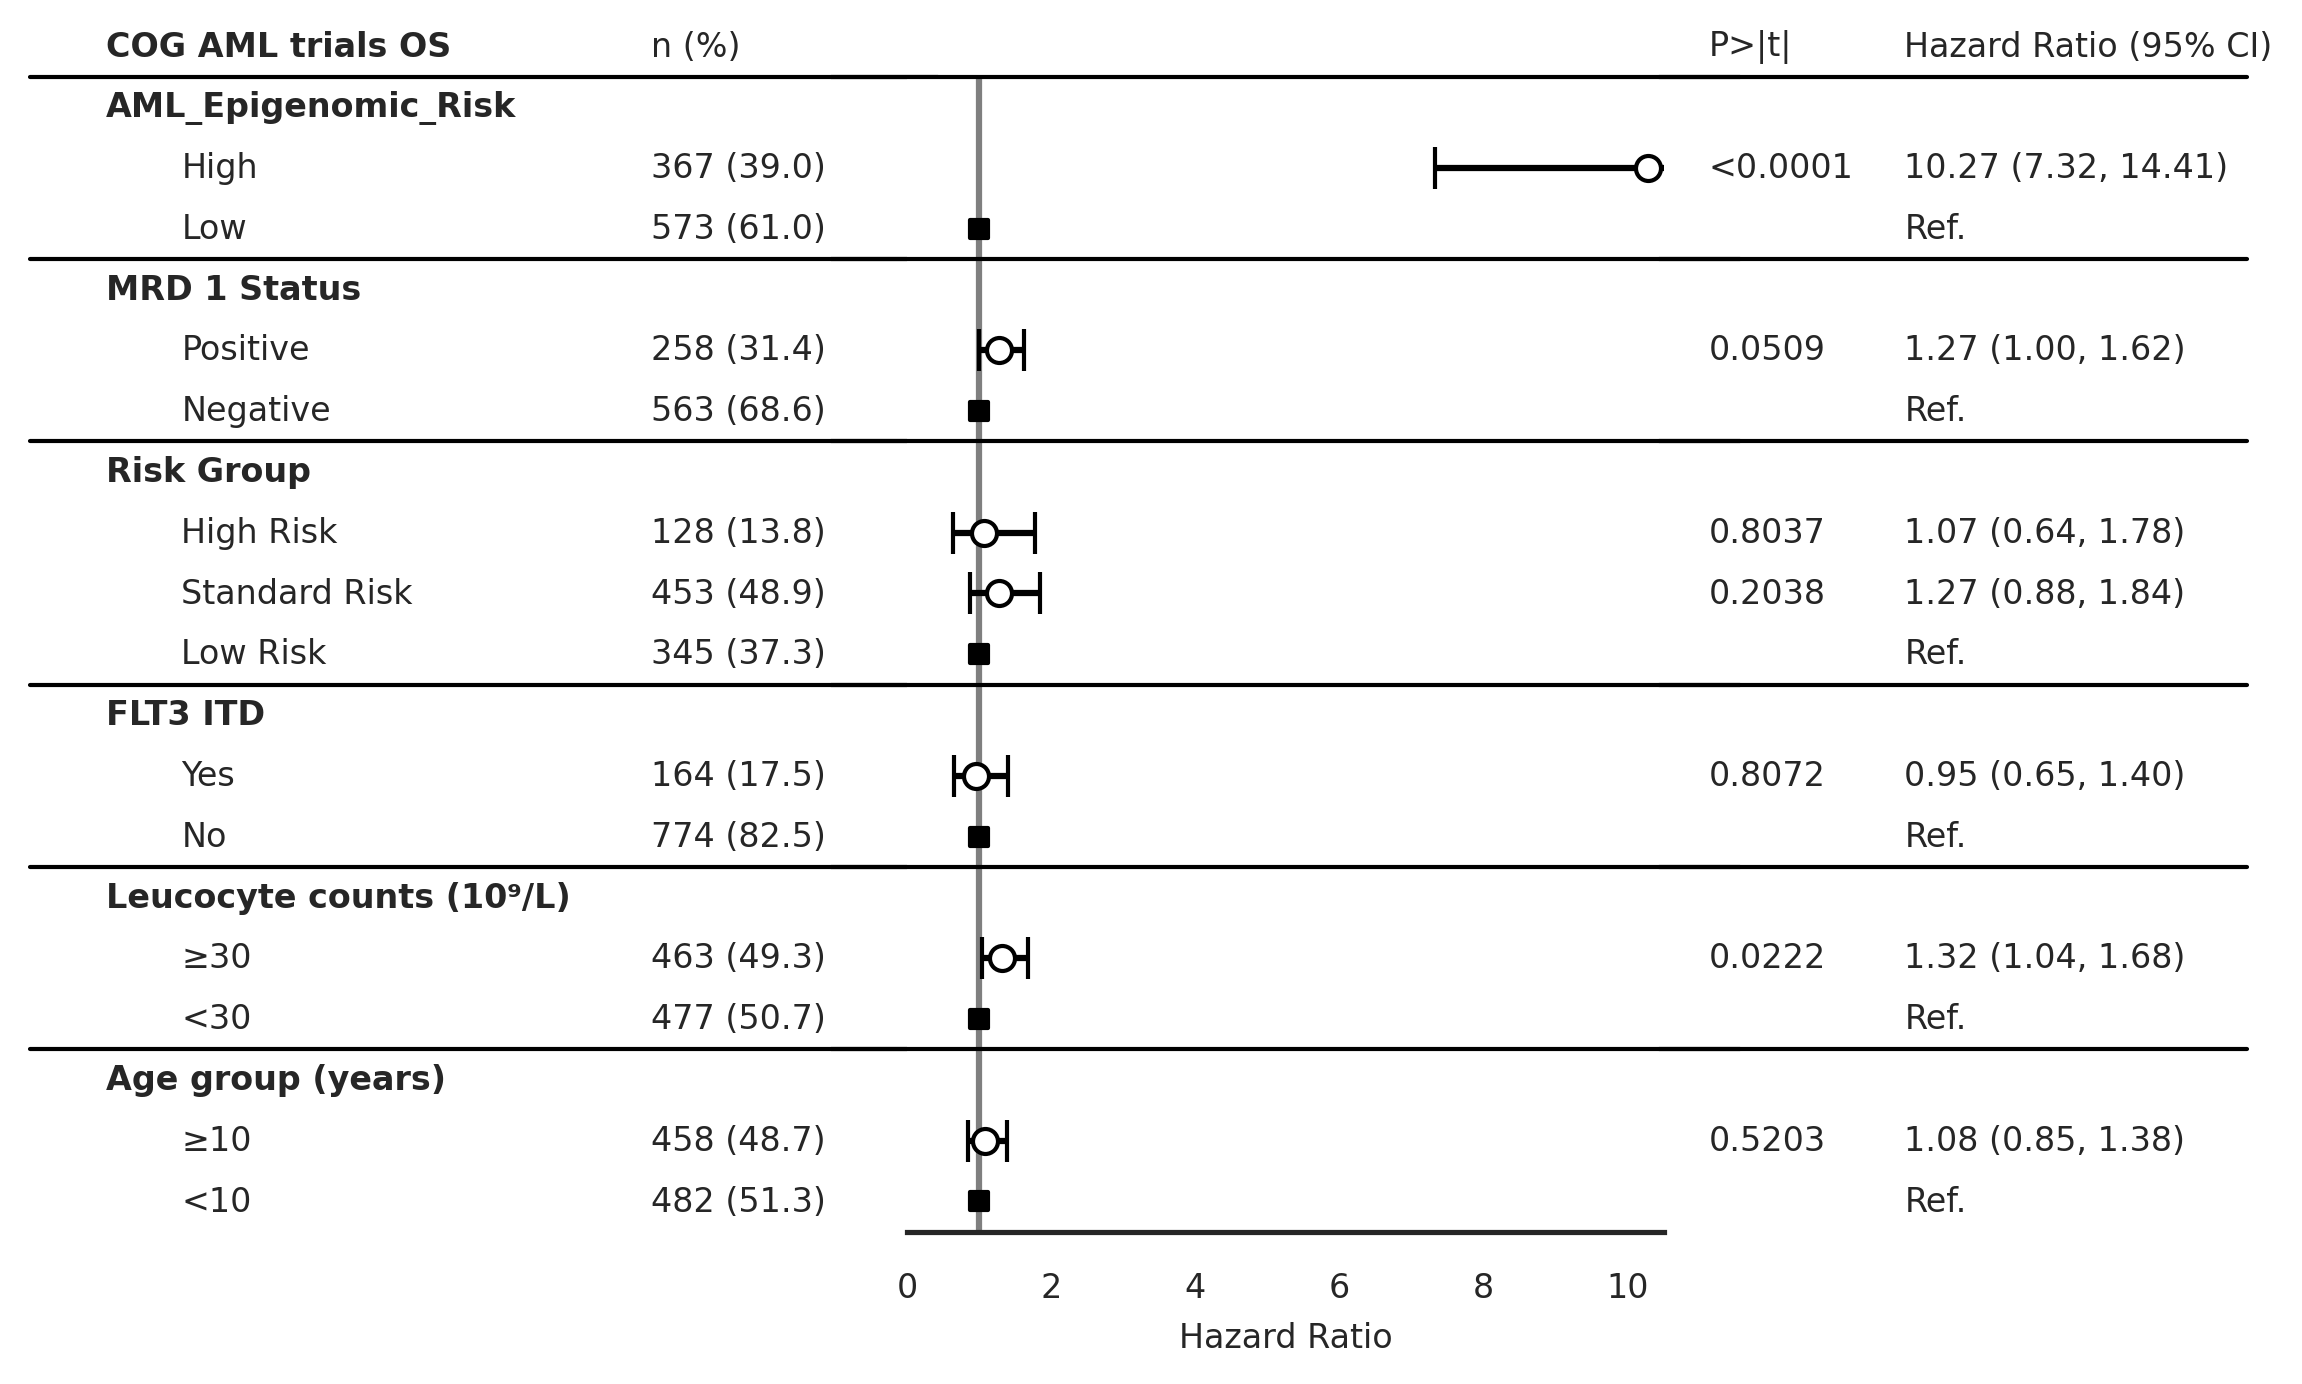 COG AML trials OS n (%) P>|t| Hazard Ratio (95% CI)
AML_Epigenomic_Risk
High 367 (39.0) <0.0001 10.27 (7.32, 14.41)
Low 573 (61.0) Ref.
MRD 1 Status
Positive 258 (31.4) 0.0509 1.27 (1.00, 1.62)
Negative 563 (68.6) Ref.
Risk Group
High Risk 128 (13.8) 0.8037 1.07 (0.64, 1.78)
Standard Risk 453 (48.9) 0.2038 1.27 (0.88, 1.84)
Low Risk 345 (37.3) Ref.
FLT3 ITD
Yes 164 (17.5) 0.8072 0.95 (0.65, 1.40)
No 774 (82.5) Ref.
Leucocyte counts (10⁹/L)
≥30 463 (49.3) 0.0222 1.32 (1.04, 1.68)
<30 477 (50.7) Ref.
Age group (years)
≥10 458 (48.7) 0.5203 1.08 (0.85, 1.38)
<10 482 (51.3) Ref.
0 2 4 6 8 10
Hazard Ratio